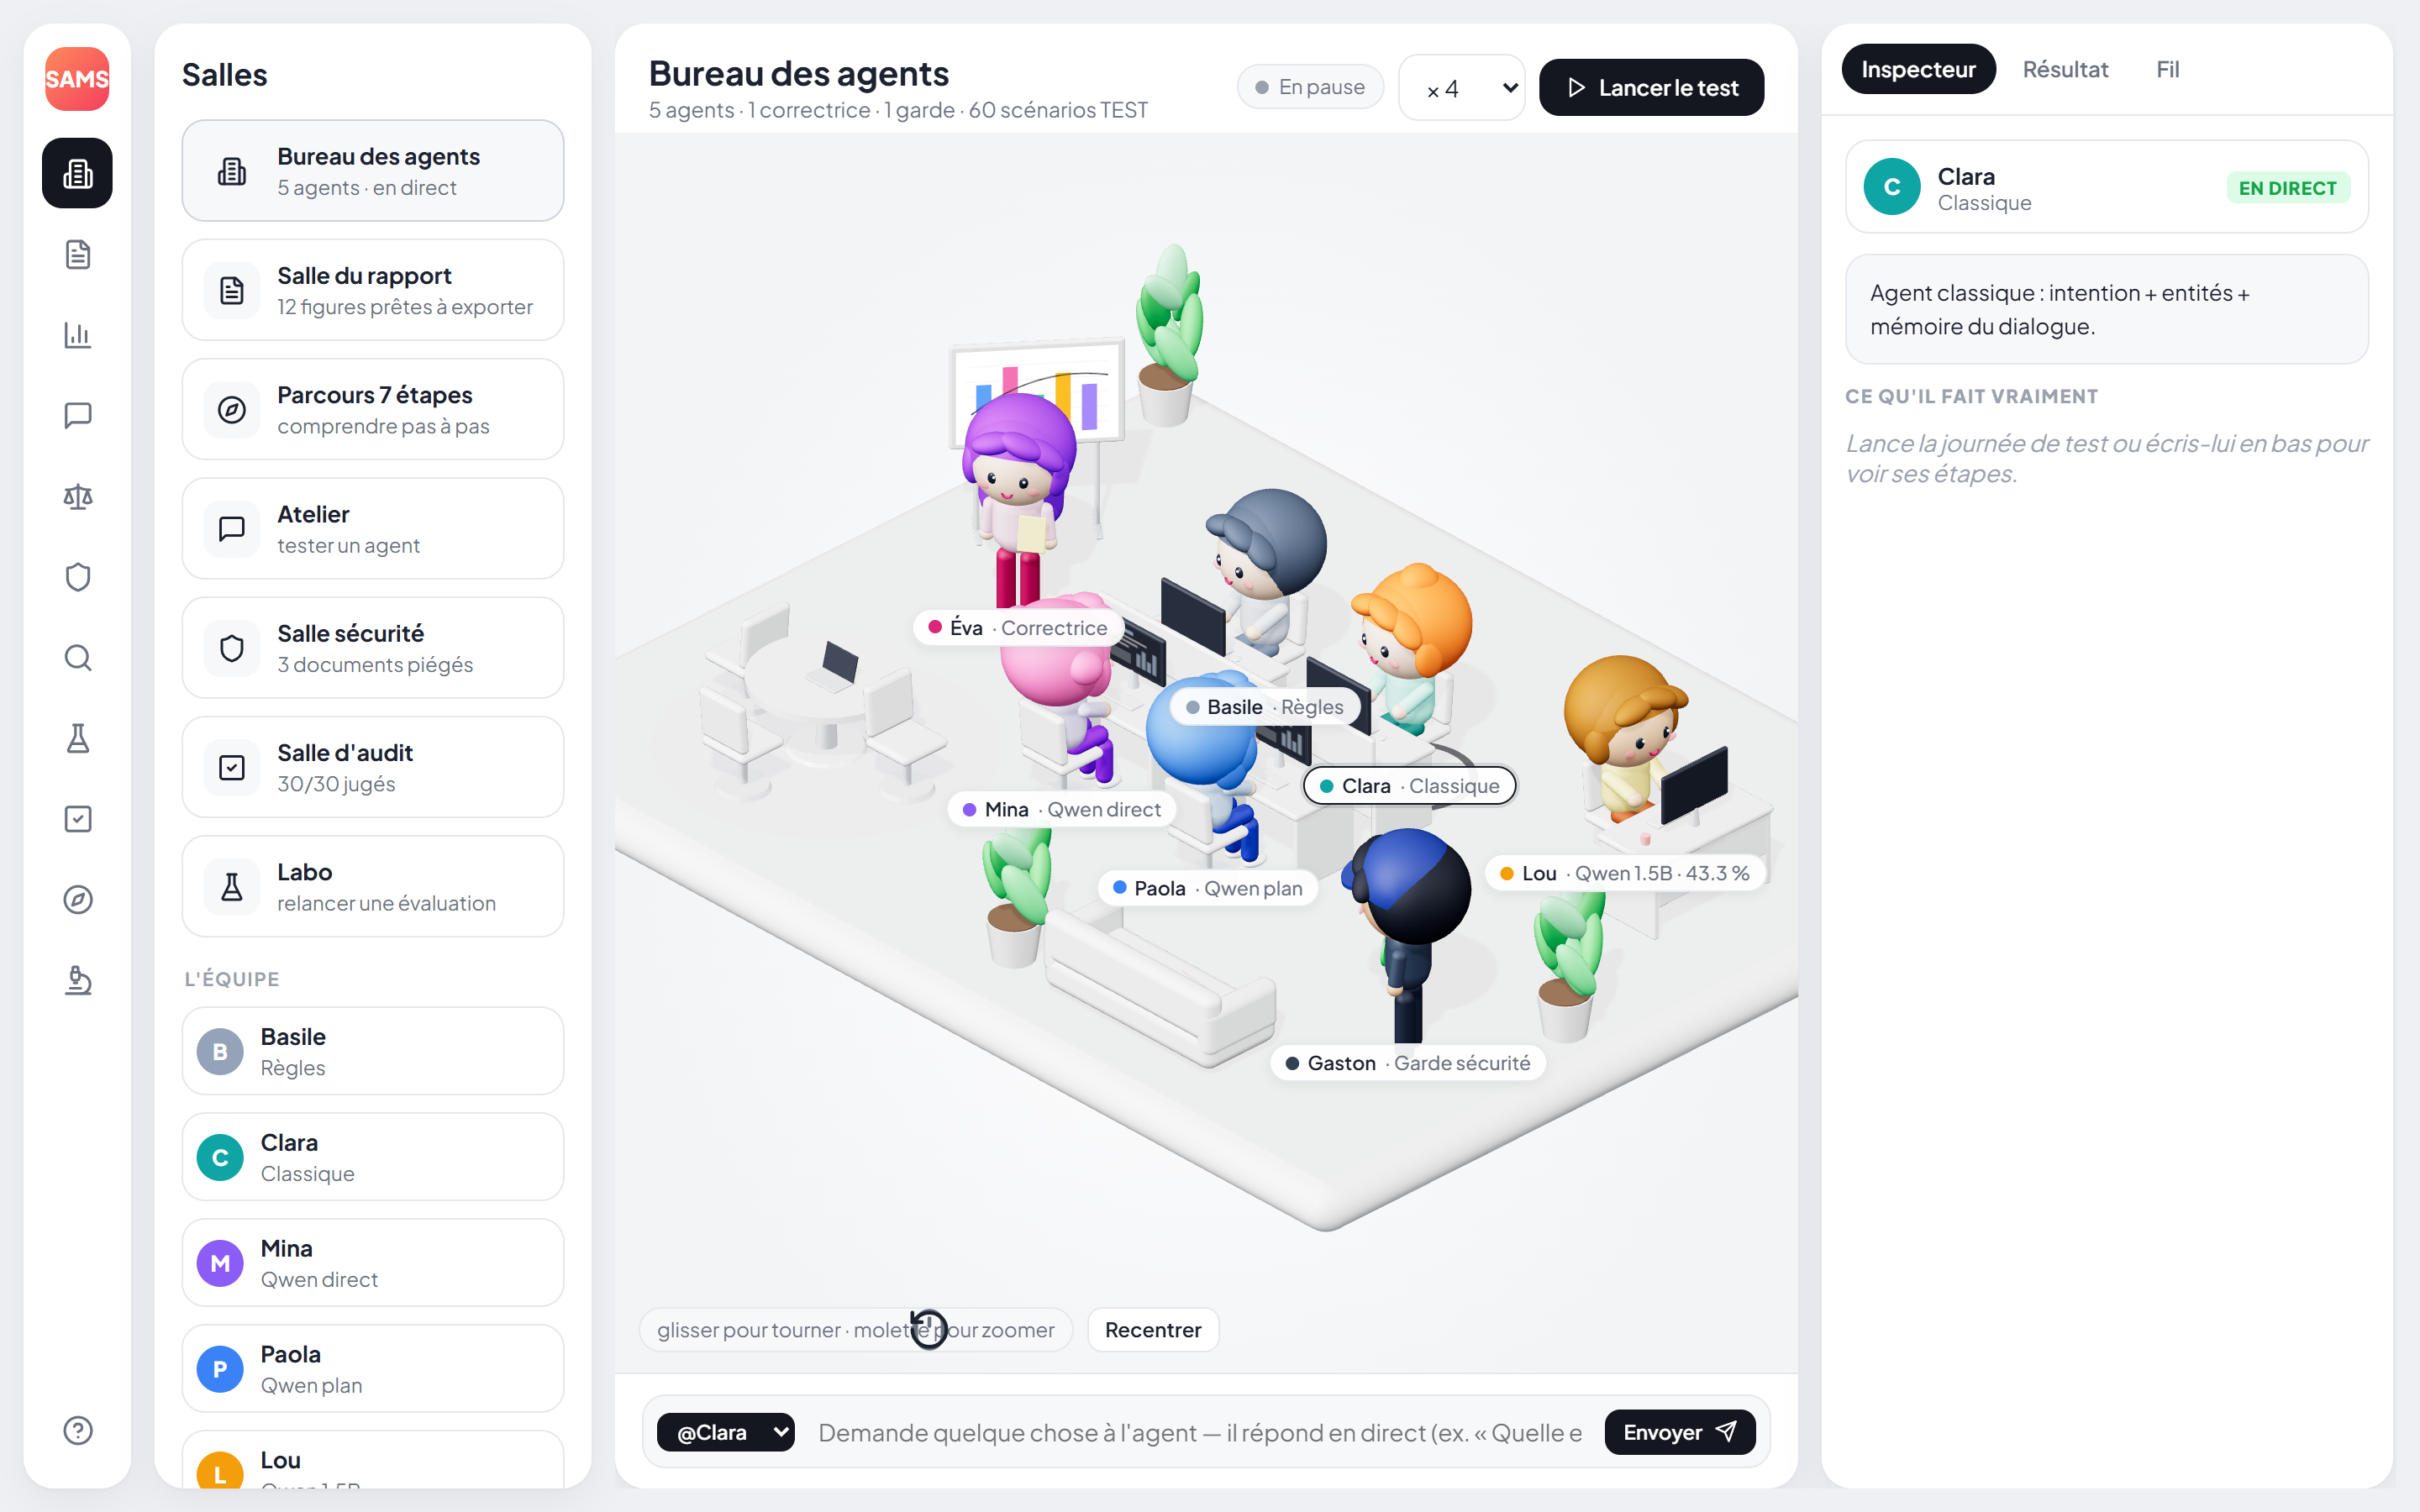 SAMS
Salles
Bureau des agents
5 agents · en direct
Salle du rapport
12 figures prêtes à exporter
Parcours 7 étapes
comprendre pas à pas
Atelier
tester un agent
Salle sécurité
3 documents piégés
Salle d'audit
30/30 jugés
Labo
relancer une évaluation
L'ÉQUIPE
B
Basile
Règles
C
Clara
Classique
M
Mina
Qwen direct
P
Paola
Qwen plan
L
Lou
Qwen 1.5B
Bureau des agents
5 agents · 1 correctrice · 1 garde · 60 scénarios TEST
En pause
× 4
Lancer le test
Éva · Correctrice
Basile · Règles
Clara · Classique
Mina · Qwen direct
Lou · Qwen 1.5B · 43.3 %
Paola · Qwen plan
Gaston · Garde sécurité
glisser pour tourner · molette pour zoomer
Recentrer
@Clara
Demande quelque chose à l'agent — il répond en direct (ex. « Quelle e
Envoyer
Inspecteur
Résultat
Fil
C
Clara
Classique
EN DIRECT
Agent classique : intention + entités +
mémoire du dialogue.
CE QU'IL FAIT VRAIMENT
Lance la journée de test ou écris-lui en bas pour
voir ses étapes.